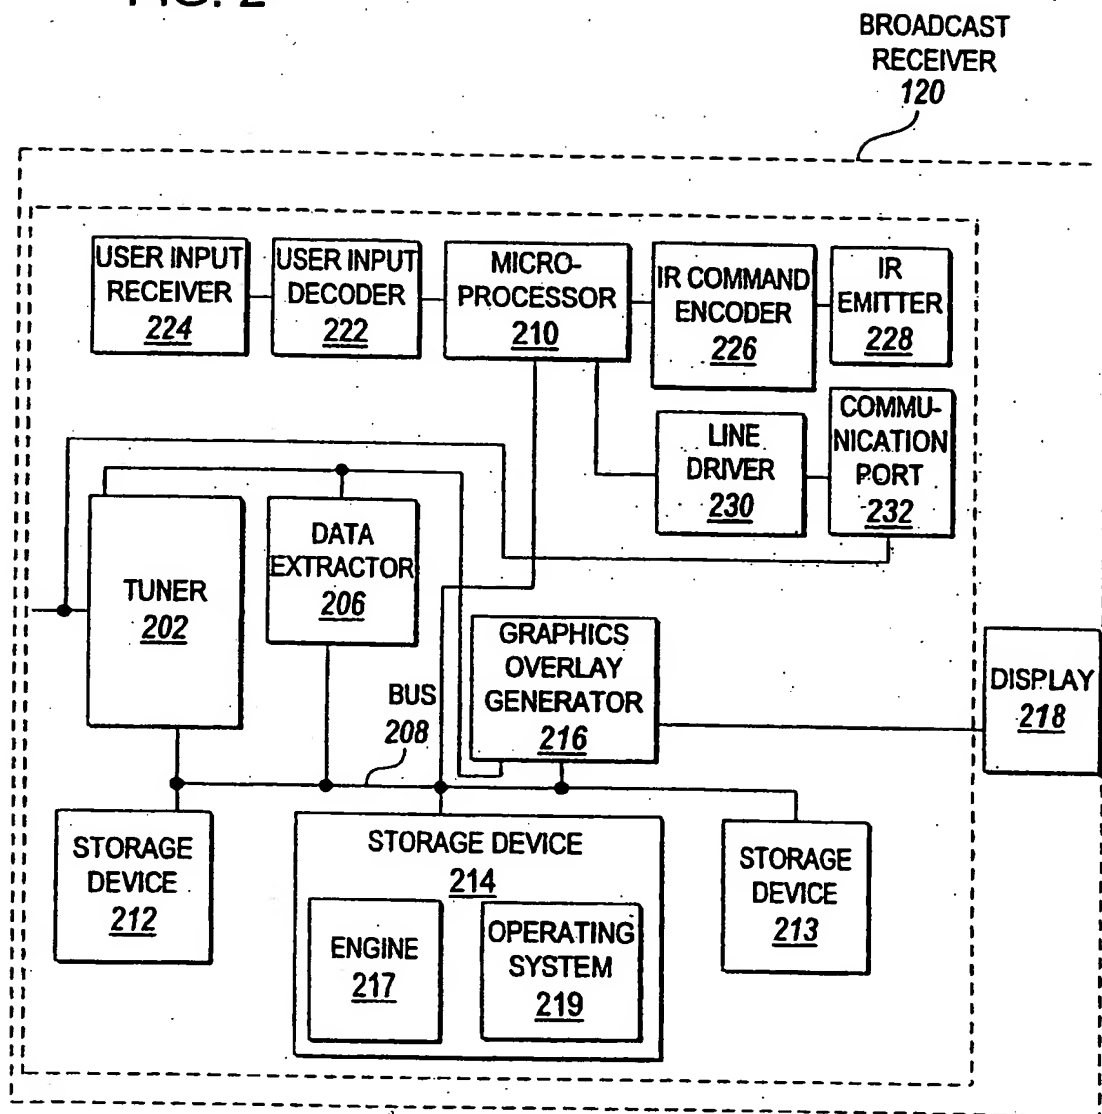 FIG. 2
BROADCAST
RECEIVER
120
USER INPUT
RECEIVER
224
USER INPUT
DECODER
222
MICRO-
PROCESSOR
210
IR COMMAND
ENCODER
226
IR
EMITTER
228
LINE
DRIVER
230
COMMU-
NICATION
PORT
232
TUNER
202
DATA
EXTRACTOR
206
GRAPHICS
OVERLAY
GENERATOR
216
DISPLAY
218
BUS
208
STORAGE
DEVICE
212
STORAGE DEVICE
214
ENGINE
217
OPERATING
SYSTEM
219
STORAGE
DEVICE
213